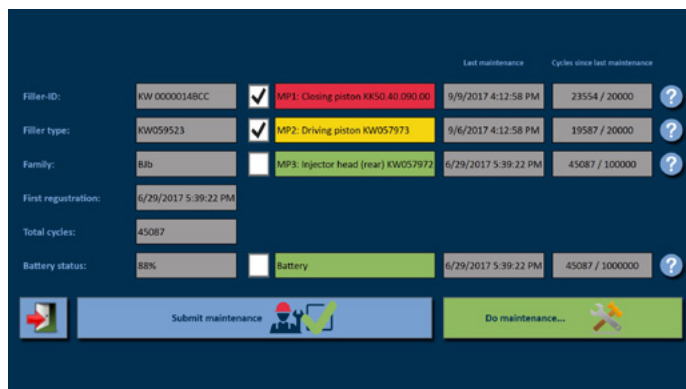 Last maintenance Cycles since last maintenance
Filler-ID: KW 0000014BCC MP1: Closing piston KK50.40.090.00 9/9/2017 4:12:58 PM 23554 / 20000 ?
Filler type: KW059523 MP2: Driving piston KW057973 9/6/2017 4:12:58 PM 19587 / 20000 ?
Family: BJb MP3: Injector head (rear) KW057972 6/29/2017 5:39:22 PM 45087 / 100000 ?
First regustration: 6/29/2017 5:39:22 PM
Total cycles: 45087
Battery status: 88% Battery 6/29/2017 5:39:22 PM 45087 / 1000000 ?
Submit maintenance Do maintenance...